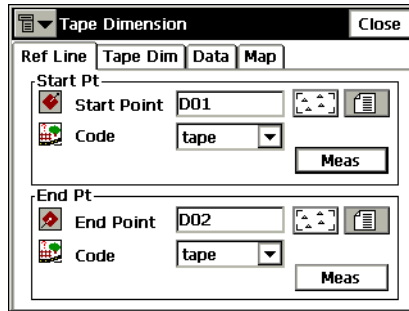 Tape Dimension Close
Ref Line Tape Dim Data Map
Start Pt
Start Point D01
Code tape
Meas
End Pt
End Point D02
Code tape
Meas